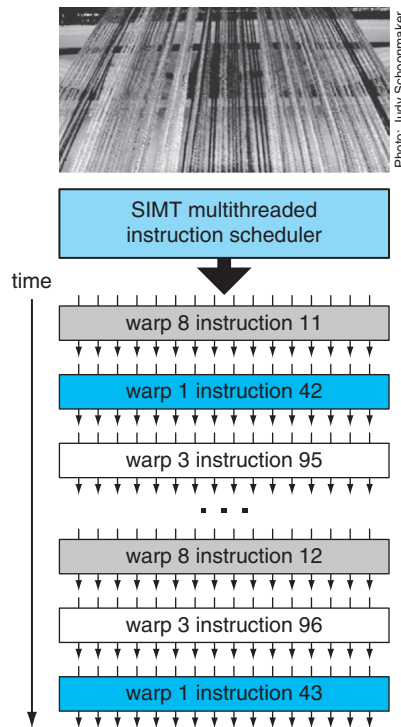 Photo: Judy Schoonmaker
SIMT multithreaded
instruction scheduler
time
warp 8 instruction 11
warp 1 instruction 42
warp 3 instruction 95
. . .
warp 8 instruction 12
warp 3 instruction 96
warp 1 instruction 43